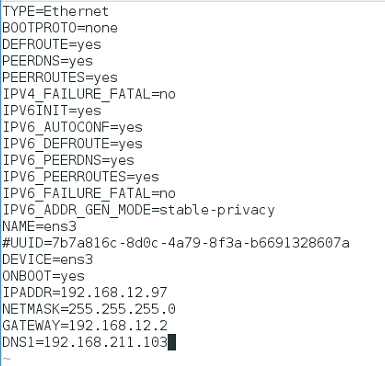 TYPE=Ethernet
BOOTPROTO=none
DEFROUTE=yes
PEERDNS=yes
PEERROUTES=yes
IPV4_FAILURE_FATAL=no
IPV6INIT=yes
IPV6_AUTOCONF=yes
IPV6_DEFROUTE=yes
IPV6_PEERDNS=yes
IPV6_PEERROUTES=yes
IPV6_FAILURE_FATAL=no
IPV6_ADDR_GEN_MODE=stable-privacy
NAME=ens3
#UUID=7b7a816c-8d0c-4a79-8f3a-b6691328607a
DEVICE=ens3
ONBOOT=yes
IPADDR=192.168.12.97
NETMASK=255.255.255.0
GATEWAY=192.168.12.2
DNS1=192.168.211.103
~